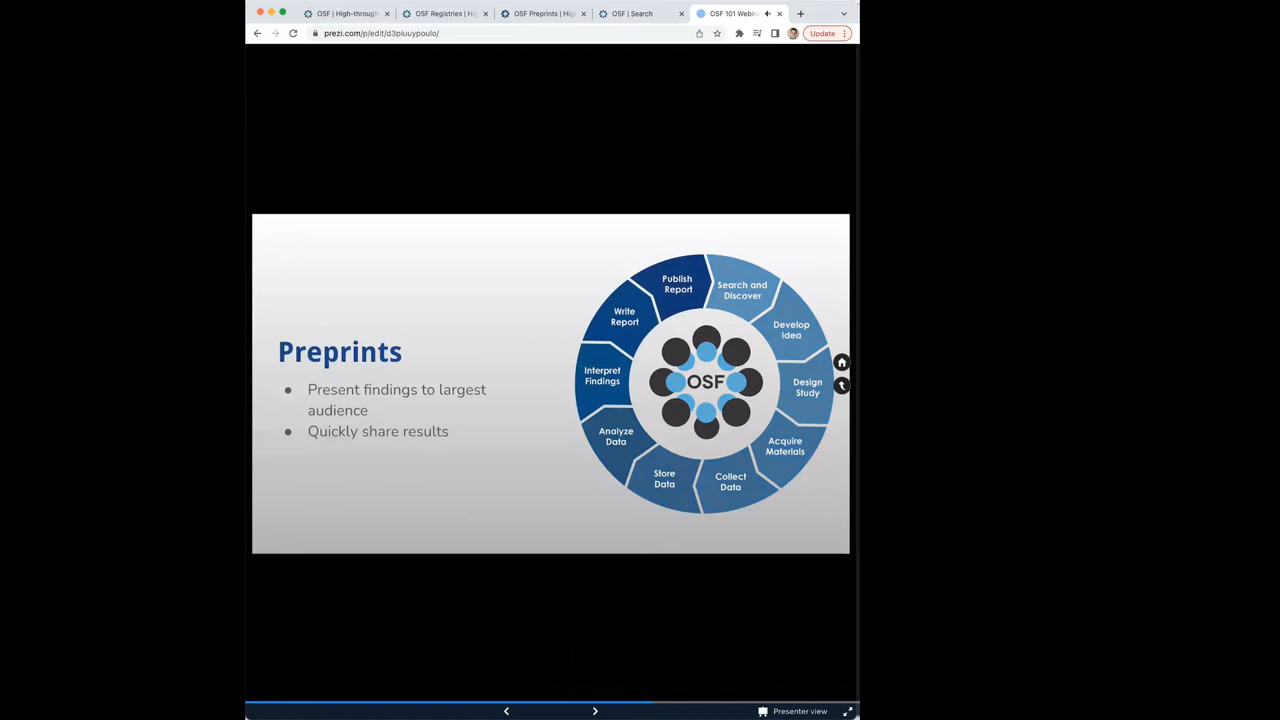 OSF | High-through
OSF Registries | Hi
OSF Preprints | Hi
OSF | Search
OSF 101 Webin
prezi.com/p/edit/d3piuuypoulo/
Update
Preprints
Present findings to largest
audience
Quickly share results
Publish
Report
Search and
Discover
Develop
Idea
Design
Study
Acquire
Materials
Collect
Data
Store
Data
Analyze
Data
Interpret
Findings
Write
Report
OSF
Presenter view